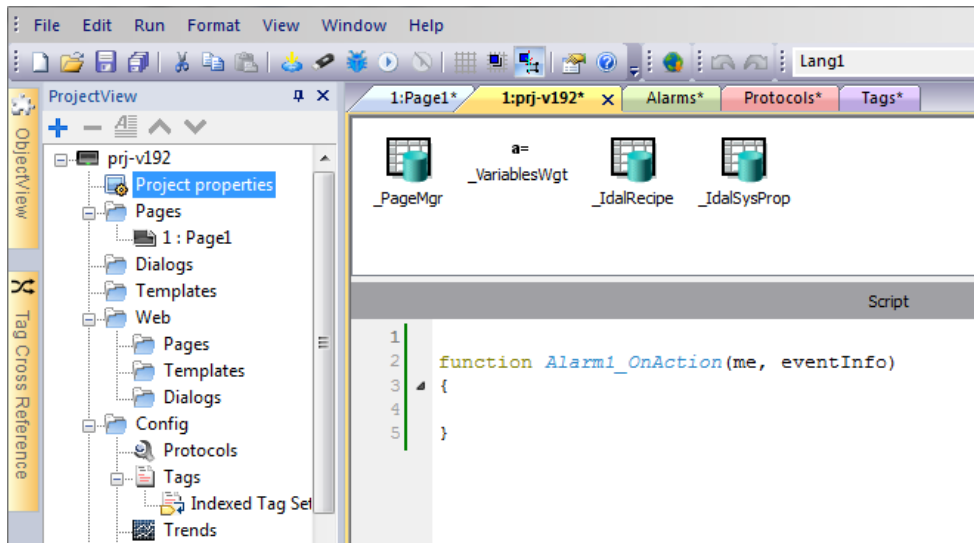 File Edit Run Format View Window Help
Lang1
ObjectView
Tag Cross Reference
ProjectView
prj-v192
Project properties
Pages
1 : Page1
Dialogs
Templates
Web
Pages
Templates
Dialogs
Config
Protocols
Tags
Indexed Tag Set
Trends
1:Page1* 1:prj-v192* Alarms* Protocols* Tags*
a=
_PageMgr _VariablesWgt _IdalRecipe _IdalSysProp
Script
1
2 function Alarm1_OnAction(me, eventInfo)
3 {
4
5 }